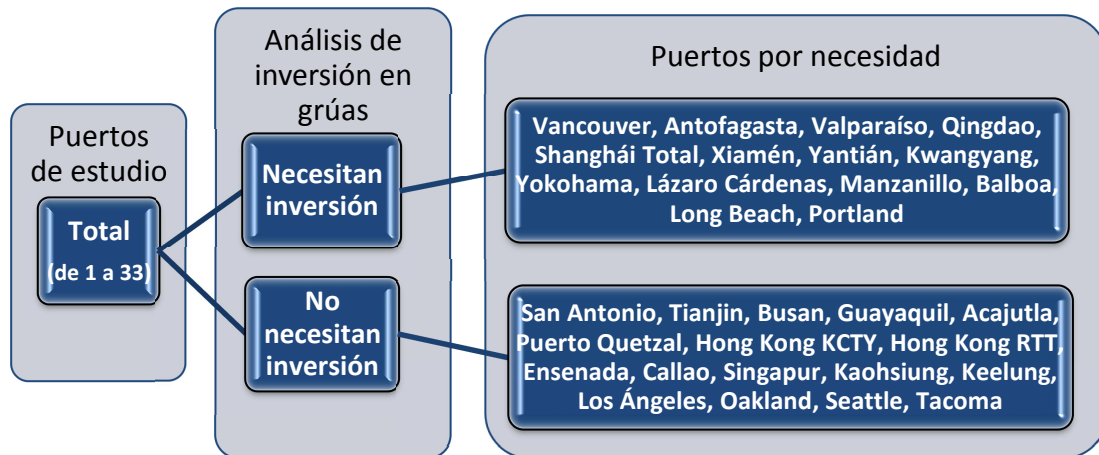 Puertos
de estudio
Total
(de 1 a 33)
Análisis de
inversión en
grúas
Necesitan
inversión
No
necesitan
inversión
Puertos por necesidad
Vancouver, Antofagasta, Valparaíso, Qingdao,
Shanghái Total, Xiamén, Yantián, Kwangyang,
Yokohama, Lázaro Cárdenas, Manzanillo, Balboa,
Long Beach, Portland
San Antonio, Tianjin, Busan, Guayaquil, Acajutla,
Puerto Quetzal, Hong Kong KCTY, Hong Kong RTT,
Ensenada, Callao, Singapur, Kaohsiung, Keelung,
Los Ángeles, Oakland, Seattle, Tacoma